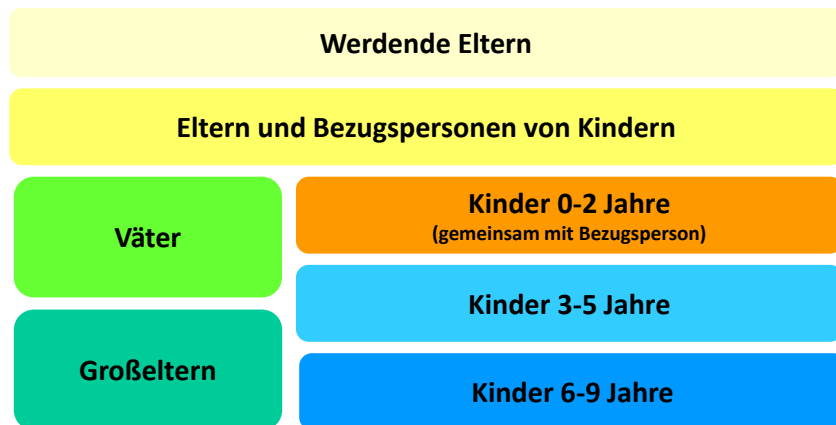 Werdende Eltern
Eltern und Bezugspersonen von Kindern
Väter
Großeltern
Kinder 0-2 Jahre
(gemeinsam mit Bezugsperson)
Kinder 3-5 Jahre
Kinder 6-9 Jahre